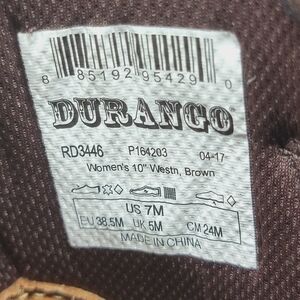 6 85192 95429 0
DURANGO®
RD3446 P164203 04-17
Women's 10" Westn, Brown
US 7M
EU 38.5M UK 5M CM 24M
MADE IN CHINA